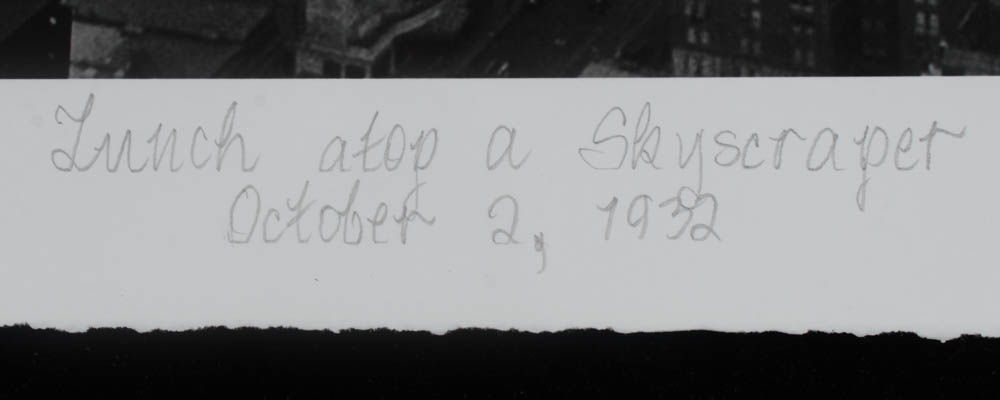 Lunch atop a Skyscraper
October 2, 1932